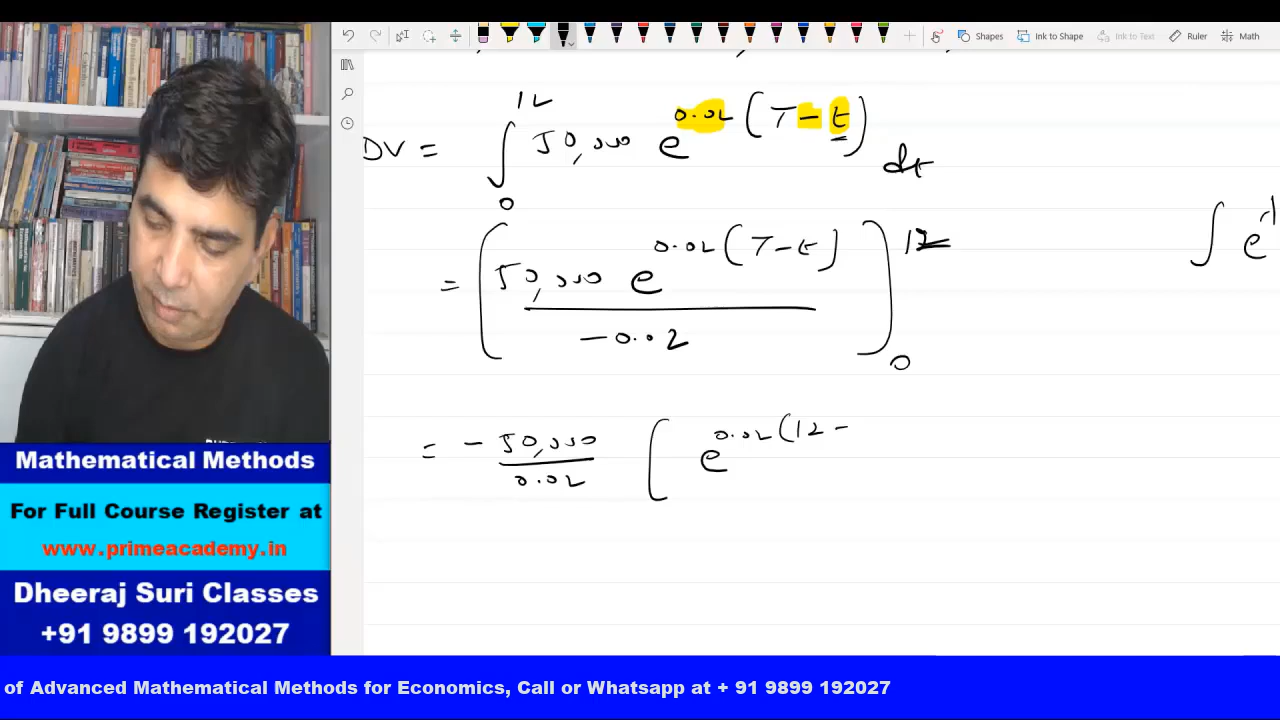 Shapes Ink to Shape Ink to Text Ruler Math
DV = ∫₀¹² 50,000 e^{0.02(T-t)} dt
= [50,000 e^{0.02(T-t)} / -0.02]₀¹²
∫ e
= - 50,000 / 0.02 [ e^{0.02(12 -
Mathematical Methods
For Full Course Register at
www.primeacademy.in
Dheeraj Suri Classes
+91 9899 192027
of Advanced Mathematical Methods for Economics, Call or Whatsapp at + 91 9899 192027